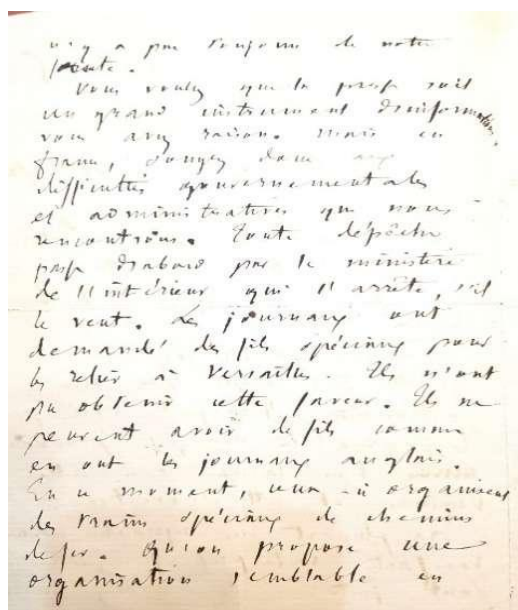 n'y a pas toujours de notre
faute.
Vous voulez que la presse soit
un grand instrument d'informations,
vous avez raison. Mais en
France, songez donc aux
difficultés gouvernementales
et administratives que nous
rencontrons. Toute dépêche
passe d'abord par le ministère
de l'intérieur qui l'arrête, s'il
le veut. Les journaux ont
demandé des fils spéciaux pour
les relier à Versailles. Ils n'ont
pu obtenir cette faveur. Ils ne
peuvent avoir de fils comme
en ont les journaux anglais.
En ce moment, ceux-ci organisent
des trains spéciaux de chemins
de fer. Qu'on propose une
organisation semblable en